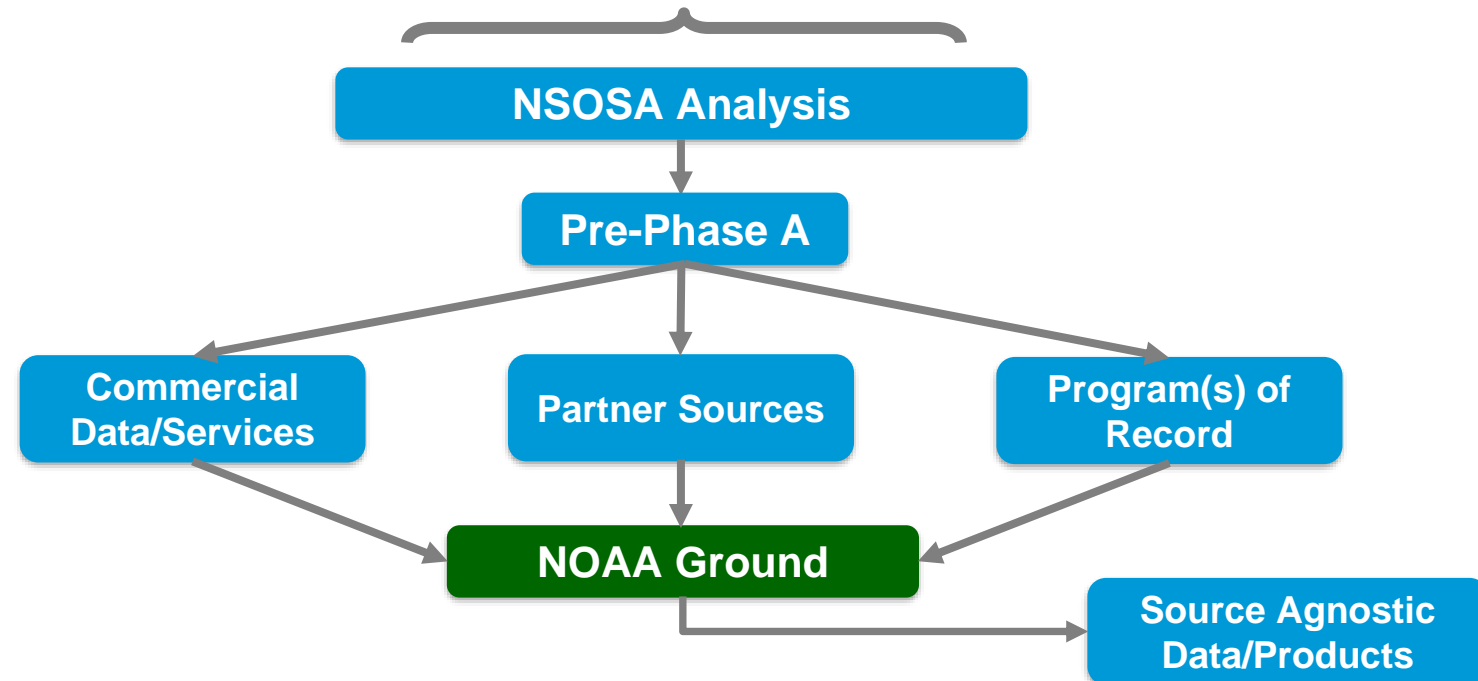 NSOSA Analysis
Pre-Phase A
Commercial
Data/Services
Partner Sources
Program(s) of
Record
NOAA Ground
Source Agnostic
Data/Products